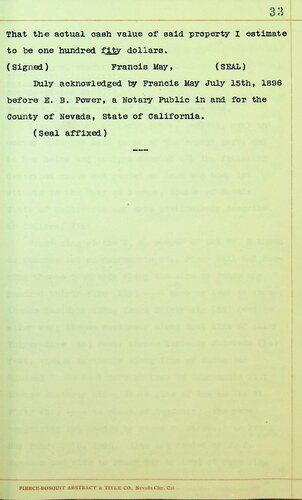 33
That the actual cash value of said property I estimate
to be one hundred fity dollars.
(Signed) Francis May, (SEAL)
Duly acknowledged by Francis May July 15th, 1896
before E. B. Power, a Notary Public in and for the
County of Nevada, State of California.
(Seal affixed)
---
PIERCE-BOSQUIT ABSTRACT & TITLE CO., Nevada City, Cal.